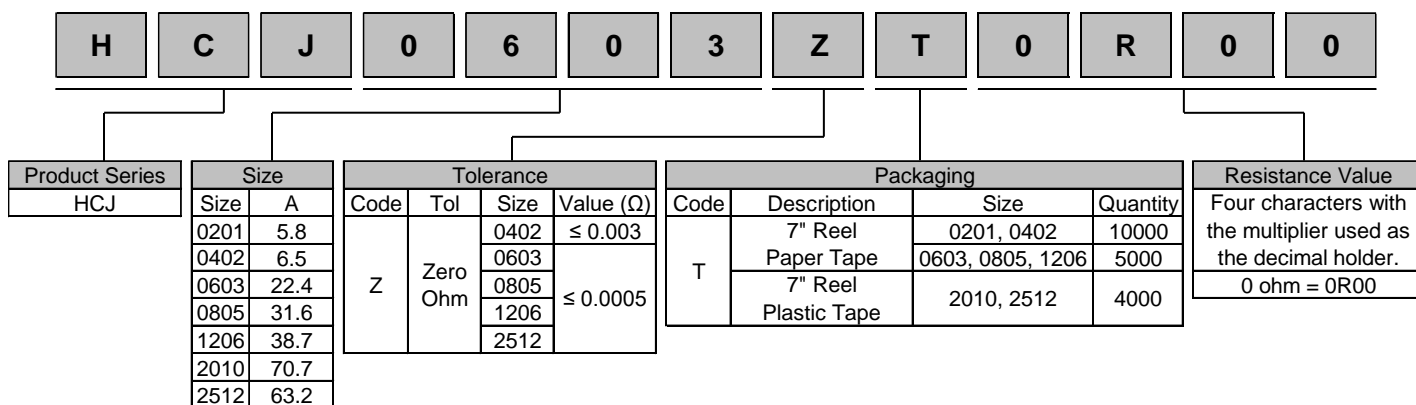 H C J 0 6 0 3 Z T 0 R 0 0
Product Series
HCJ
Size
Size A
0201 5.8
0402 6.5
0603 22.4
0805 31.6
1206 38.7
2010 70.7
2512 63.2
Tolerance
Code Tol Size Value (Ω)
Z Zero Ohm 0402 ≤ 0.003
0603 ≤ 0.0005
0805
1206
2512
Packaging
Code Description Size Quantity
T 7" Reel 0201, 0402 10000
Paper Tape 0603, 0805, 1206 5000
7" Reel 2010, 2512 4000
Plastic Tape
Resistance Value
Four characters with
the multiplier used as
the decimal holder.
0 ohm = 0R00